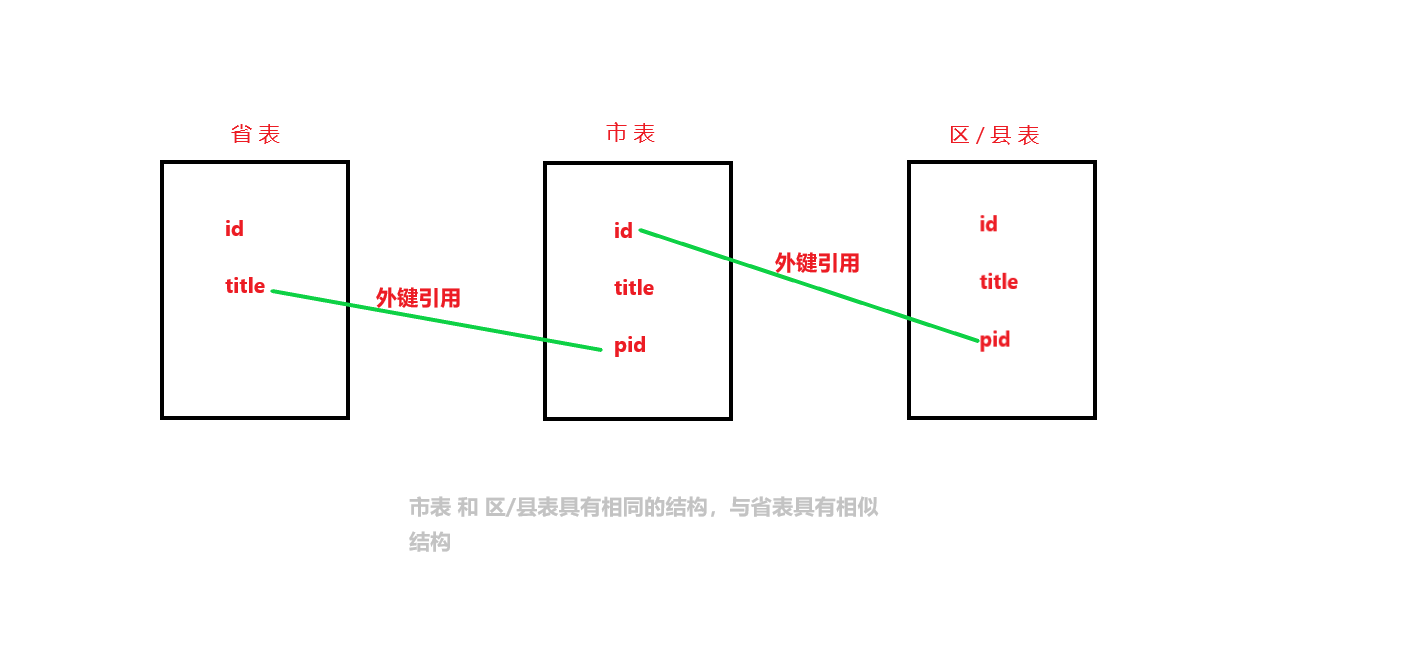 省表
id
title
外键引用
市表
id
title
pid
外键引用
区/县表
id
title
pid
市表 和 区/县表具有相同的结构，与省表具有相似
结构